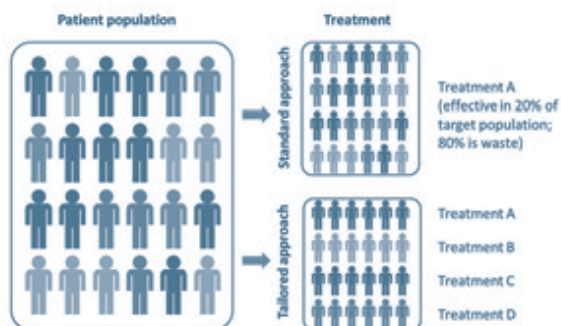 Patient population
Treatment
Standard approach
Treatment A
(effective in 20% of
target population;
80% is waste)
Tailored approach
Treatment A
Treatment B
Treatment C
Treatment D